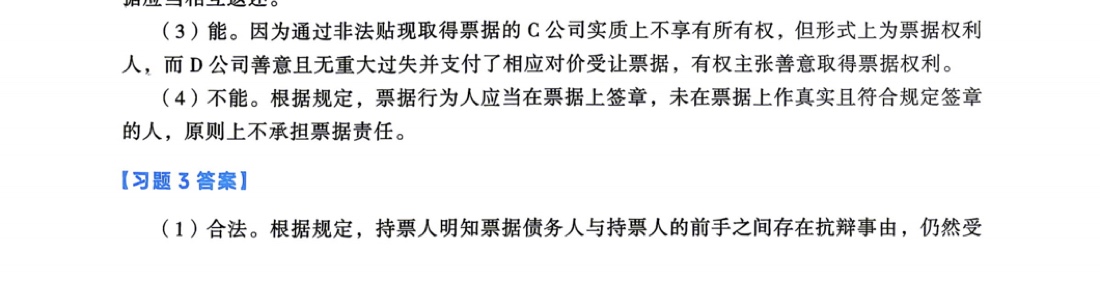 据应当相互返还。
（3）能。因为通过非法贴现取得票据的 C 公司实质上不享有所有权，但形式上为票据权利
人，而 D 公司善意且无重大过失并支付了相应对价受让票据，有权主张善意取得票据权利。
（4）不能。根据规定，票据行为人应当在票据上签章，未在票据上作真实且符合规定签章
的人，原则上不承担票据责任。
【习题 3 答案】
（1）合法。根据规定，持票人明知票据债务人与持票人的前手之间存在抗辩事由，仍然受